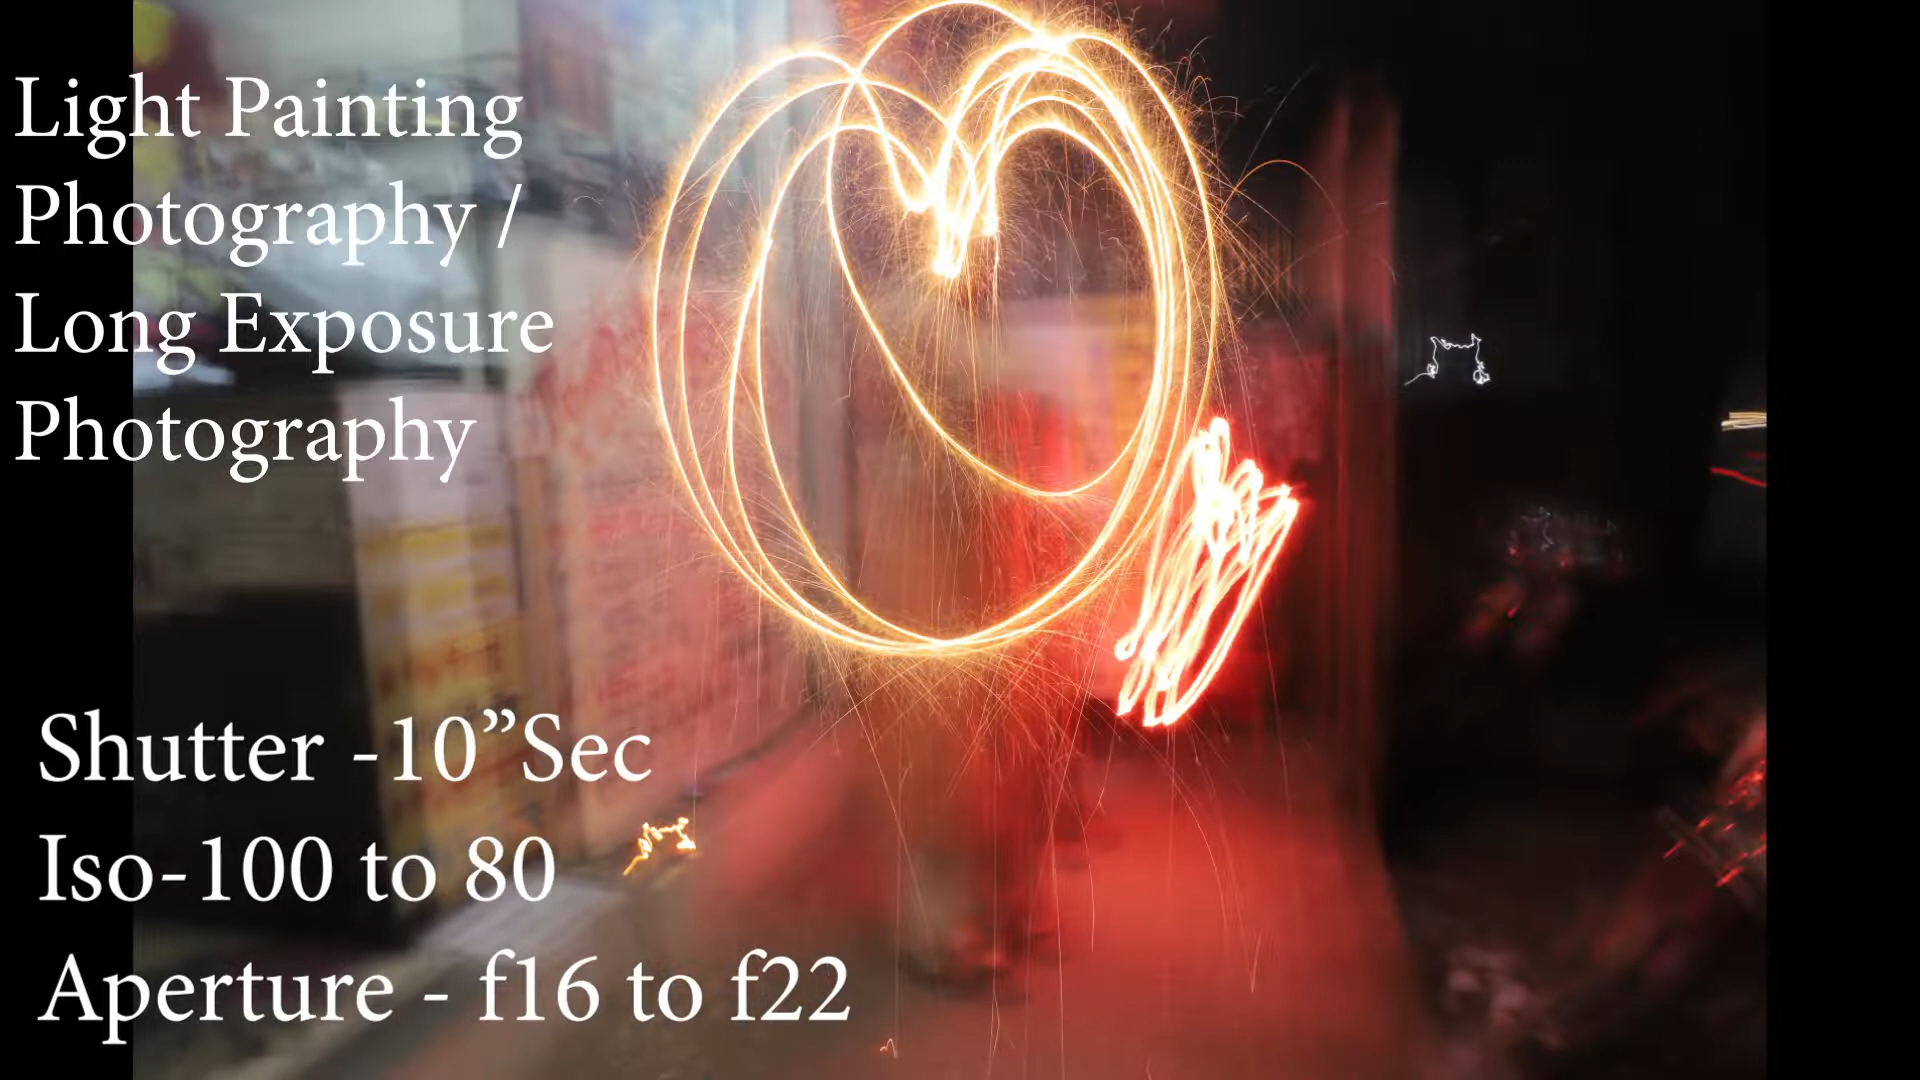 Light Painting
Photography /
Long Exposure
Photography
Shutter -10”Sec
Iso-100 to 80
Aperture - f16 to f22